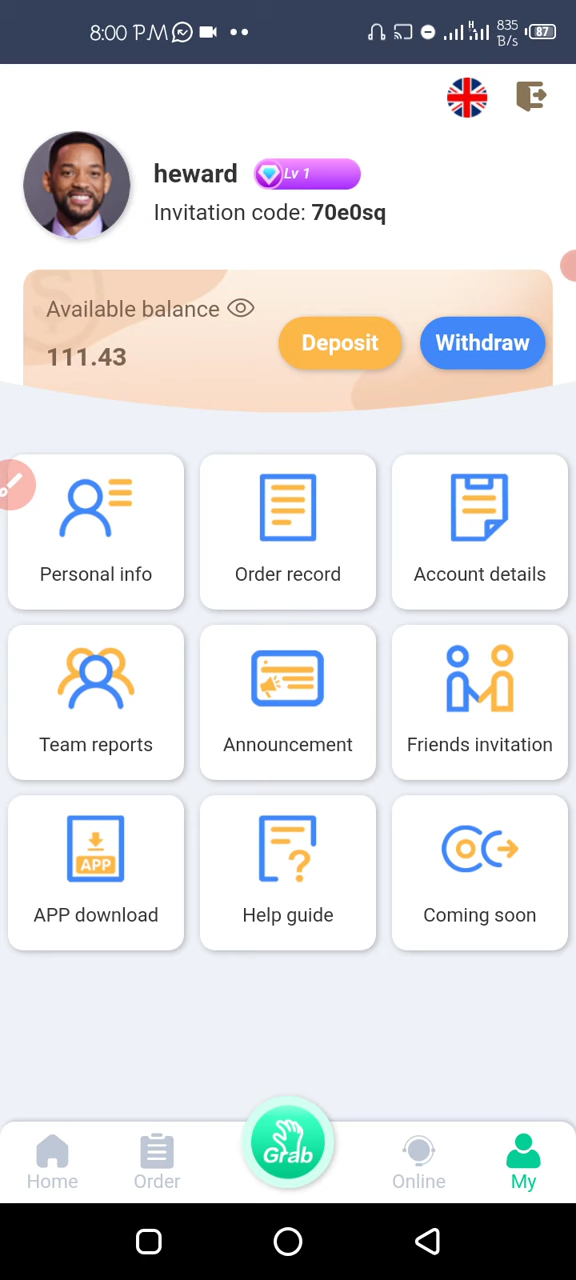 8:00 PM
H
835
B/s
87
heward
Lv 1
Invitation code: 70e0sq
Available balance
111.43
Deposit
Withdraw
Personal info
Order record
Account details
Team reports
Announcement
Friends invitation
APP
APP download
?
Help guide
Coming soon
Grab
Home
Order
Online
My